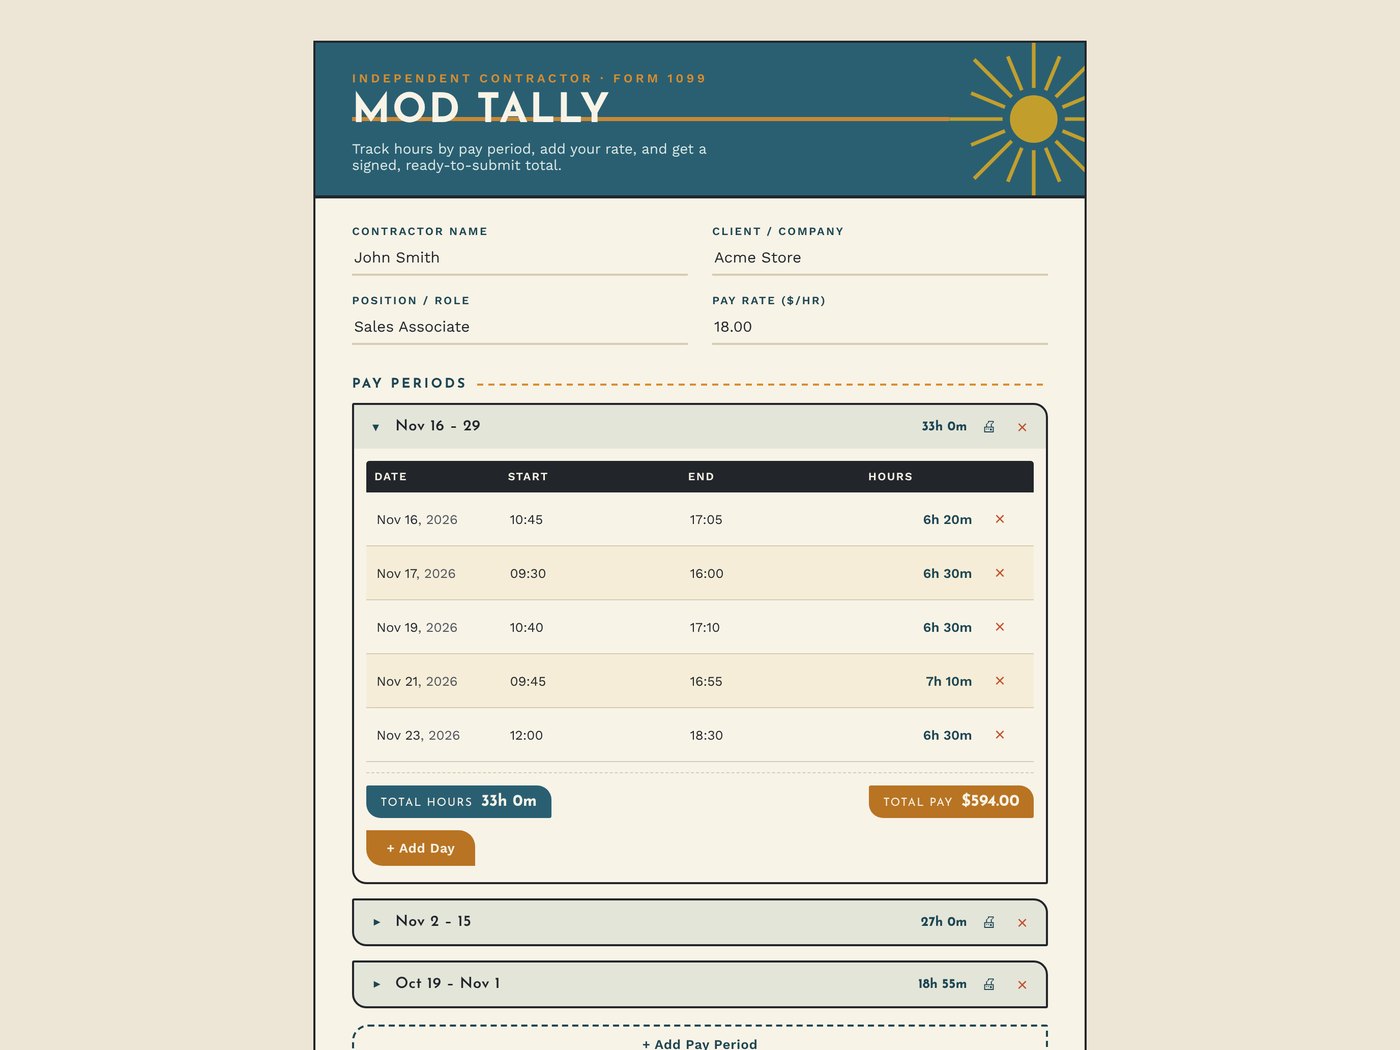 INDEPENDENT CONTRACTOR · FORM 1099
MOD TALLY
Track hours by pay period, add your rate, and get a
signed, ready-to-submit total.
CONTRACTOR NAME
John Smith
CLIENT / COMPANY
Acme Store
POSITION / ROLE
Sales Associate
PAY RATE ($/HR)
18.00
PAY PERIODS
Nov 16 – 29 33h 0m
DATE START END HOURS
Nov 16, 2026 10:45 17:05 6h 20m
Nov 17, 2026 09:30 16:00 6h 30m
Nov 19, 2026 10:40 17:10 6h 30m
Nov 21, 2026 09:45 16:55 7h 10m
Nov 23, 2026 12:00 18:30 6h 30m
TOTAL HOURS 33h 0m
TOTAL PAY $594.00
+ Add Day
Nov 2 – 15 27h 0m
Oct 19 – Nov 1 18h 55m
+ Add Pay Period